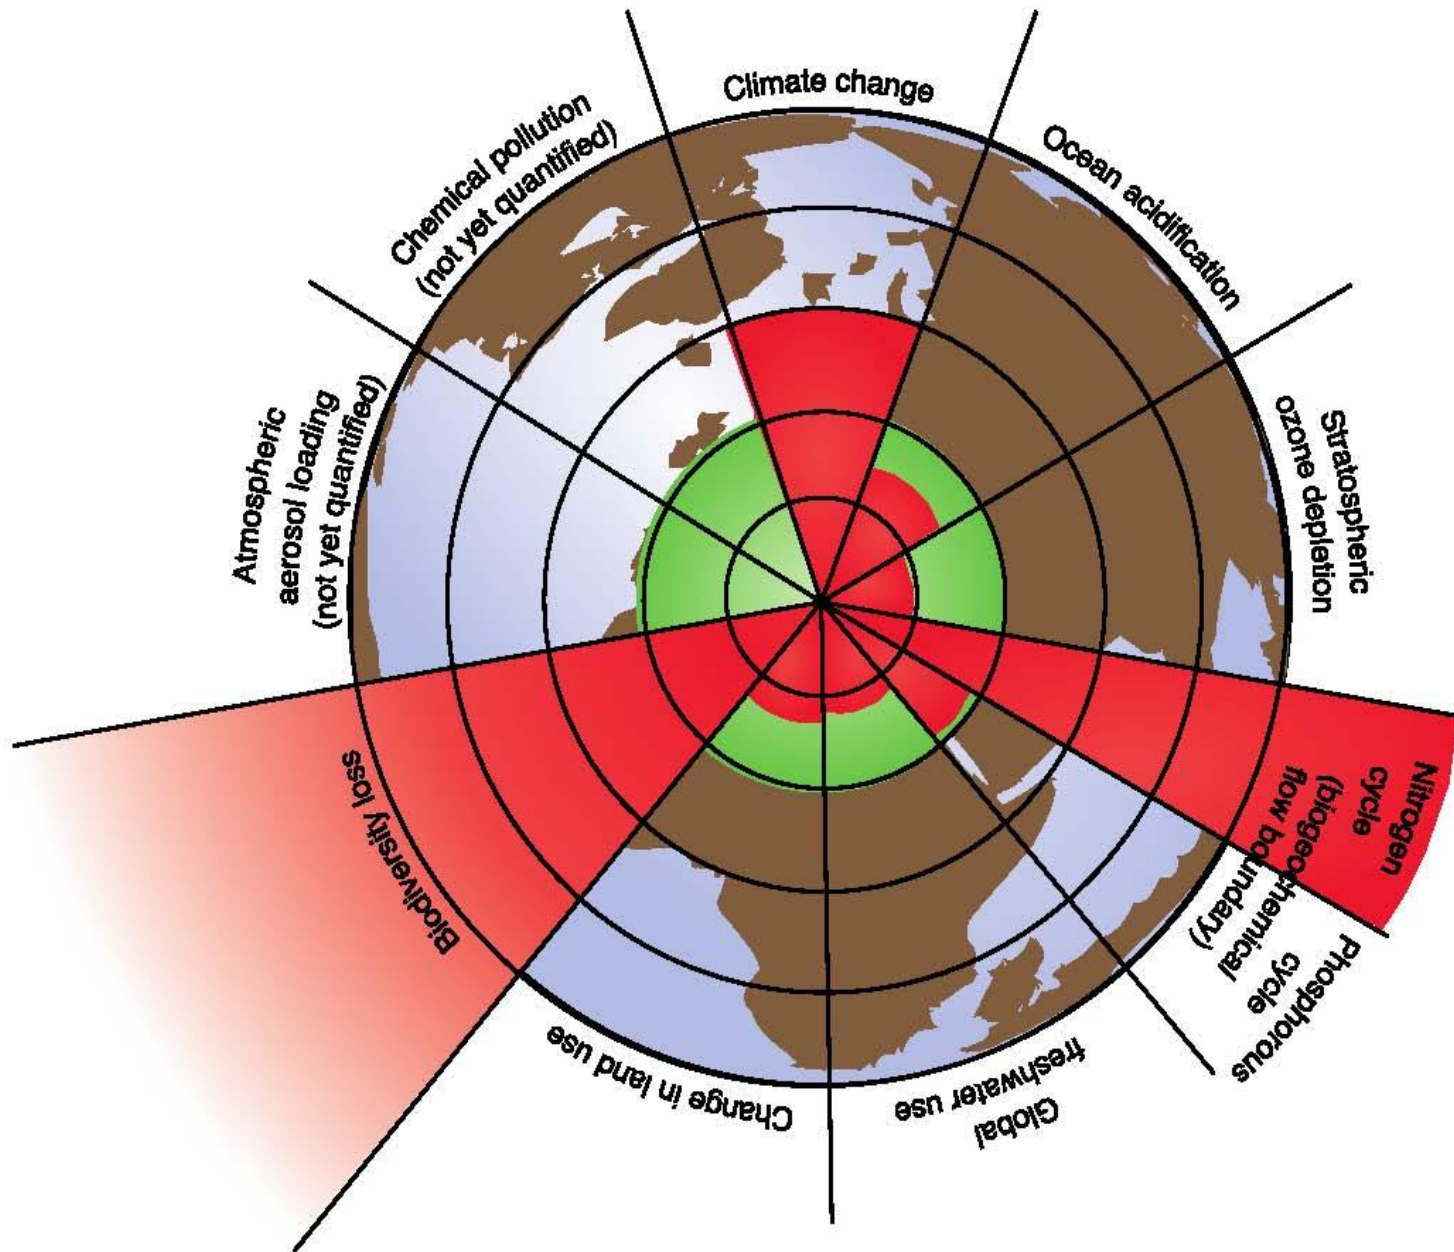 Climate change
Ocean acidification
Stratospheric
ozone depletion
Nitrogen
cycle
(biogeochemical
flow boundary)
Phosphorous
cycle
Global
freshwater use
Change in land use
Biodiversity loss
Atmospheric
aerosol loading
(not yet quantified)
Chemical pollution
(not yet quantified)